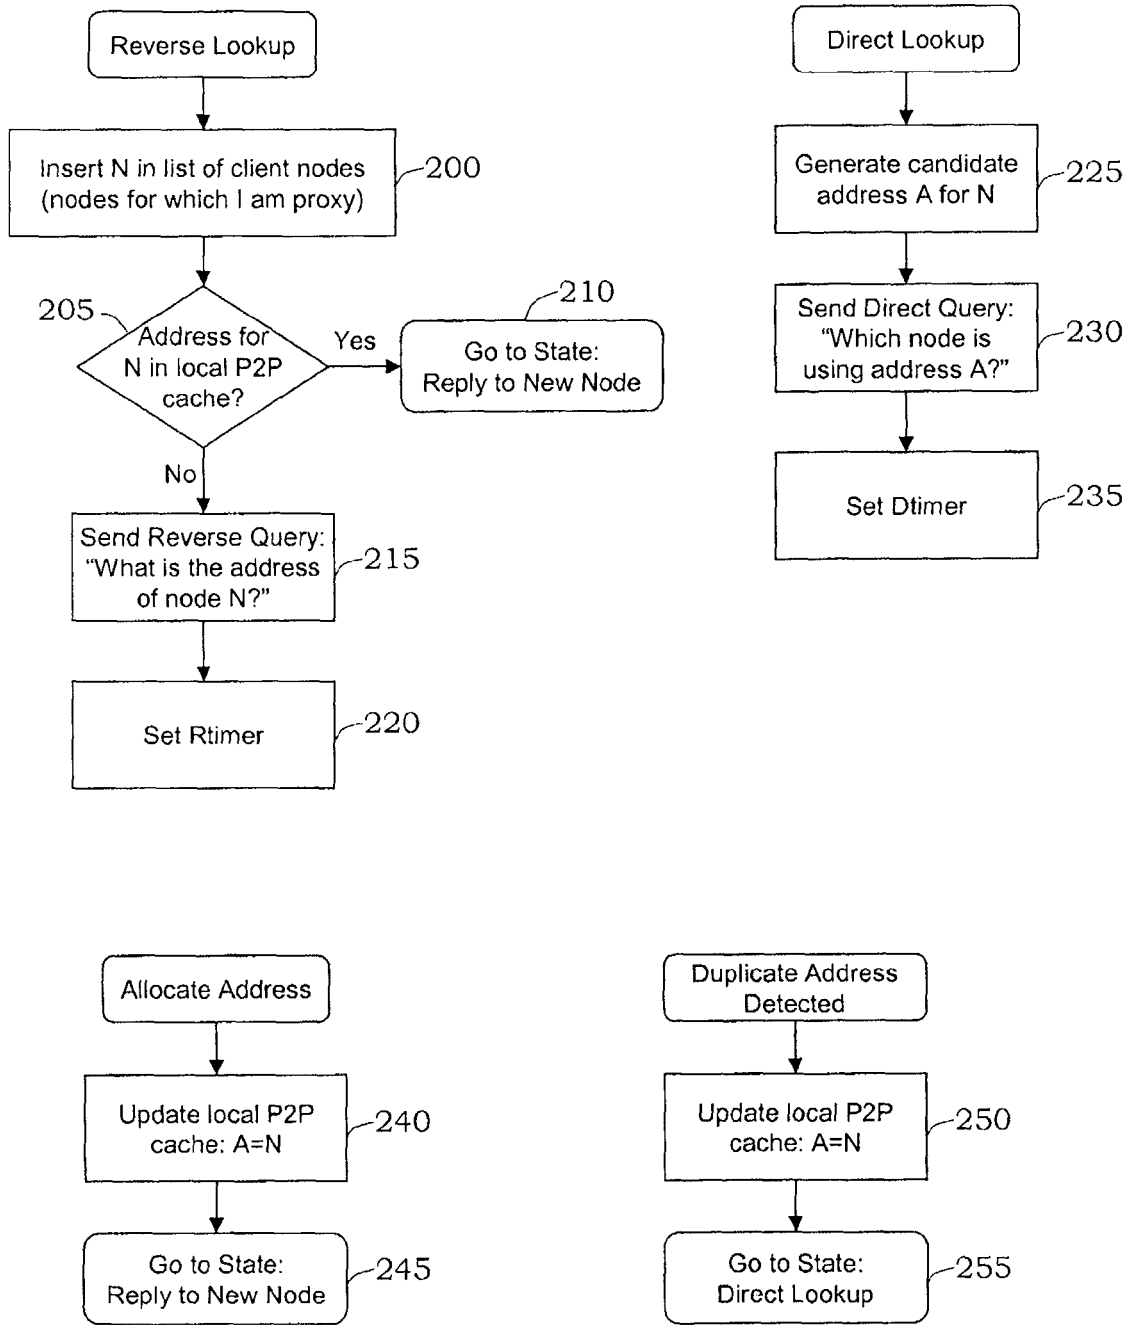 Reverse Lookup
Insert N in list of client nodes
(nodes for which I am proxy)
200
205
Address for
N in local P2P
cache?
Yes
210
Go to State:
Reply to New Node
No
Send Reverse Query:
“What is the address
of node N?”
215
Set Rtimer
220
Direct Lookup
Generate candidate
address A for N
225
Send Direct Query:
“Which node is
using address A?”
230
Set Dtimer
235
Allocate Address
Update local P2P
cache: A=N
240
Go to State:
Reply to New Node
245
Duplicate Address
Detected
Update local P2P
cache: A=N
250
Go to State:
Direct Lookup
255